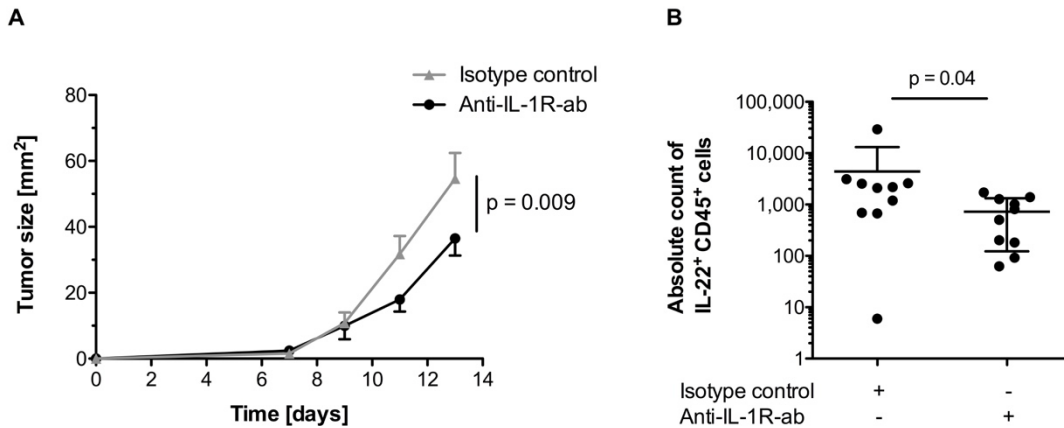 A
Isotype control
Anti-IL-1R-ab
80
60
40
20
0
Tumor size [mm²]
p = 0.009
0 2 4 6 8 10 12 14
Time [days]
B
p = 0.04
100,000
10,000
1,000
100
10
1
Absolute count of
IL-22⁺ CD45⁺ cells
Isotype control + -
Anti-IL-1R-ab - +